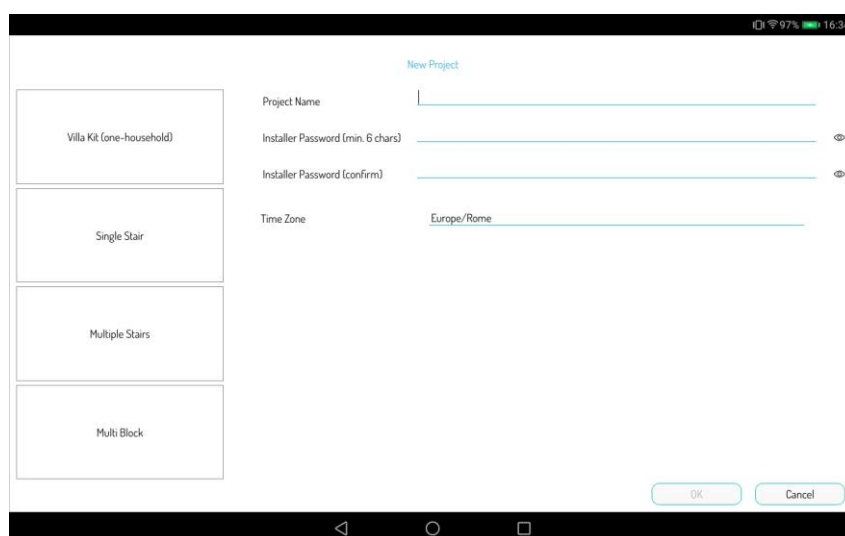 97% 16:3
New Project
Villa Kit (one-household)
Single Stair
Multiple Stairs
Multi Block
Project Name
Installer Password (min. 6 chars)
Installer Password (confirm)
Time Zone
Europe/Rome
OK
Cancel